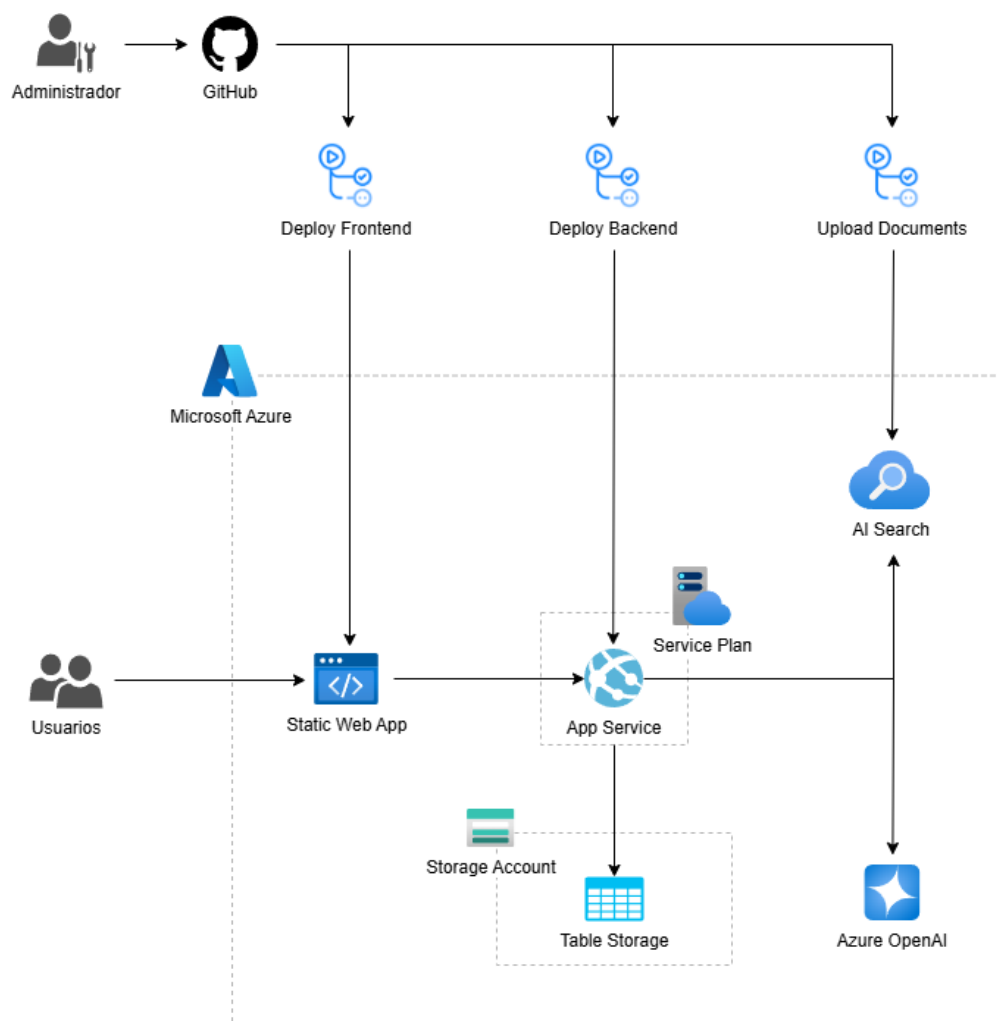 Administrador
GitHub
Deploy Frontend
Deploy Backend
Upload Documents
Microsoft Azure
AI Search
Service Plan
Usuarios
Static Web App
App Service
Storage Account
Table Storage
Azure OpenAI